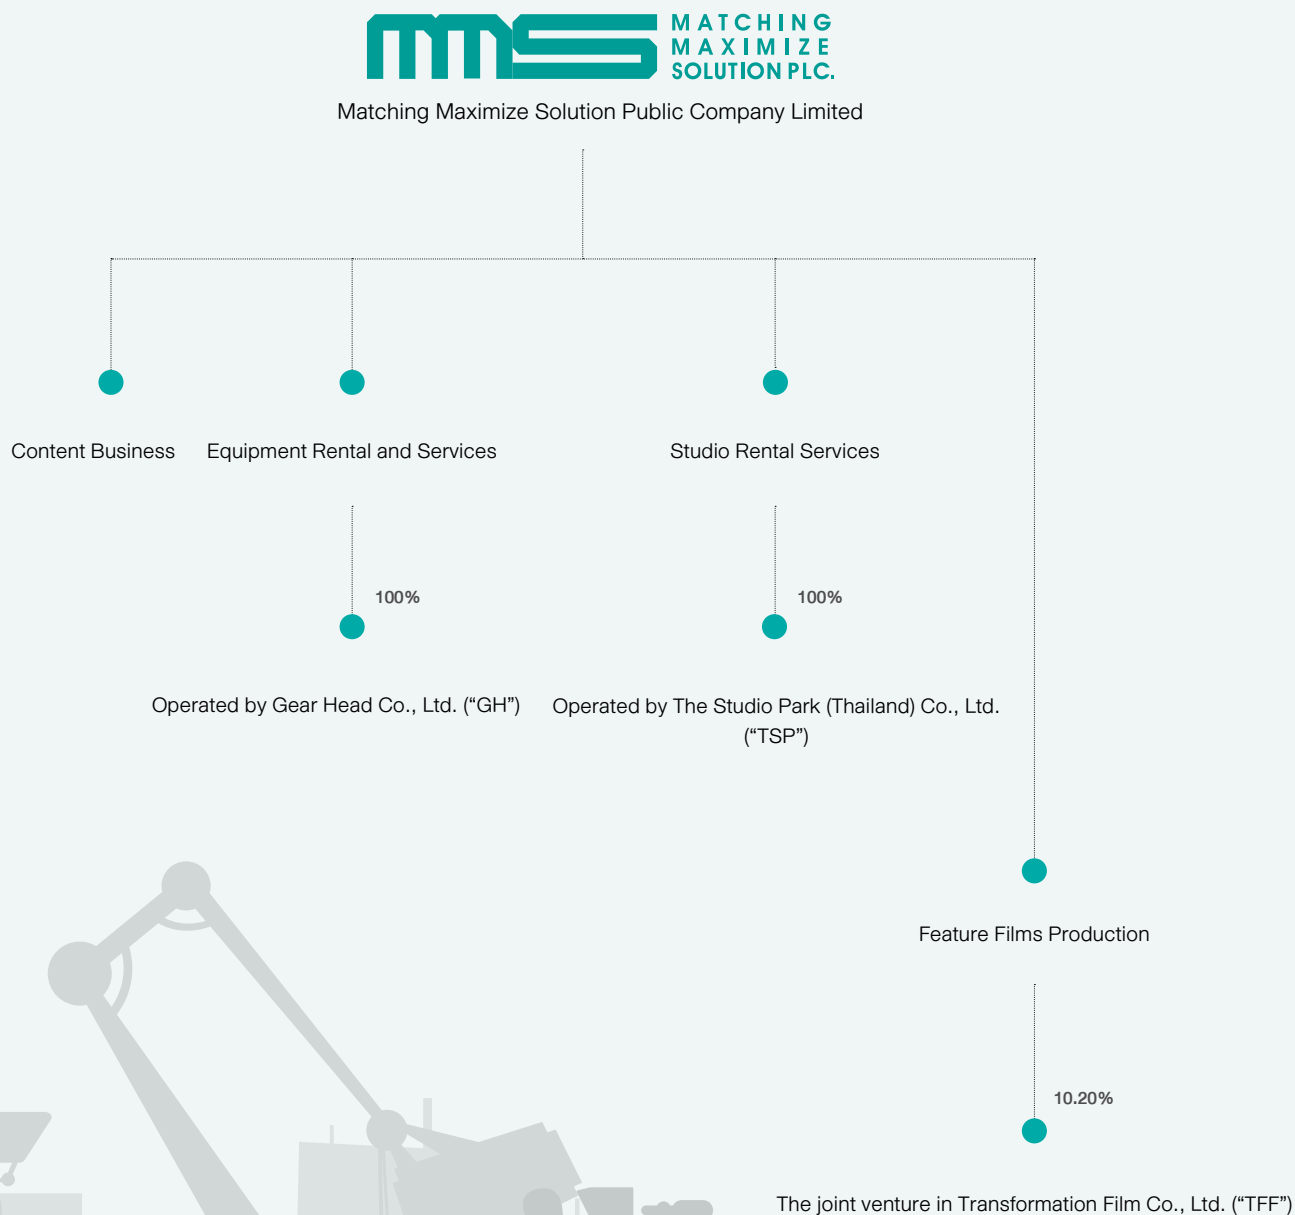 MATCHING
MAXIMIZE
SOLUTION PLC.
Matching Maximize Solution Public Company Limited
Content Business
Equipment Rental and Services
Studio Rental Services
100%
100%
Operated by Gear Head Co., Ltd. (“GH”)
Operated by The Studio Park (Thailand) Co., Ltd.
(“TSP”)
Feature Films Production
10.20%
The joint venture in Transformation Film Co., Ltd. (“TFF”)